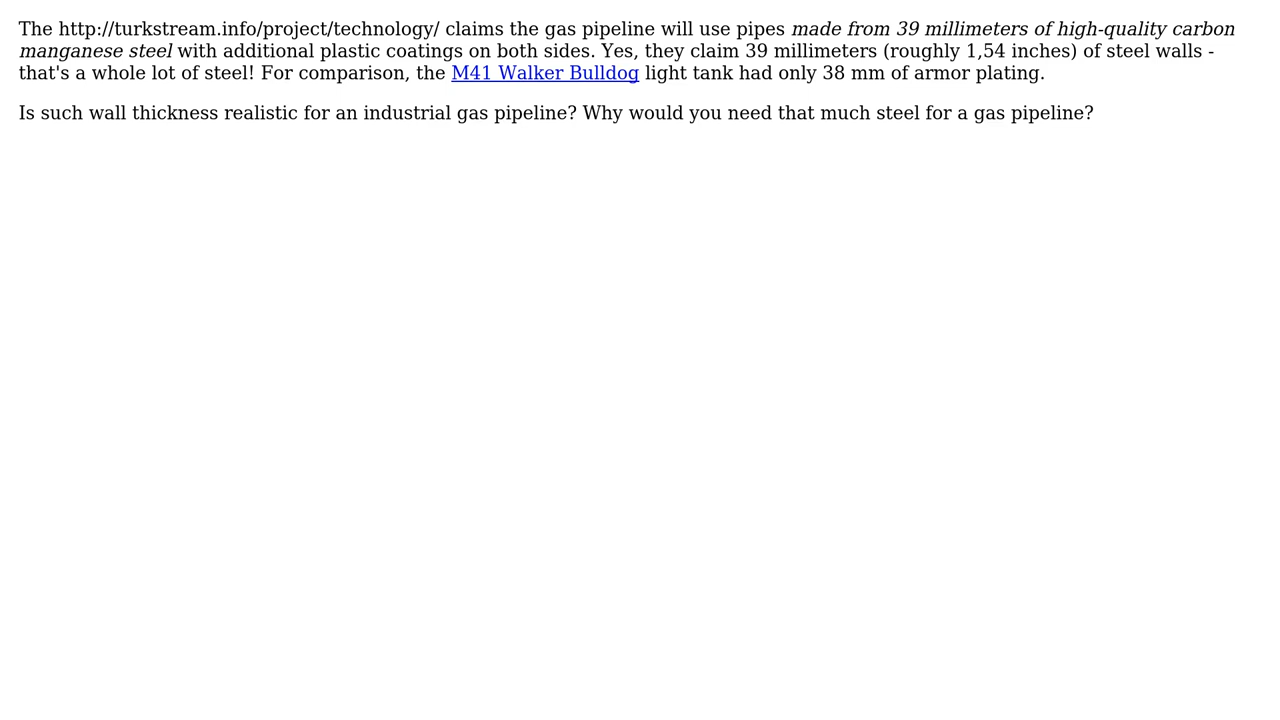 The http://turkstream.info/project/technology/ claims the gas pipeline will use pipes made from 39 millimeters of high-quality carbon
manganese steel with additional plastic coatings on both sides. Yes, they claim 39 millimeters (roughly 1,54 inches) of steel walls -
that's a whole lot of steel! For comparison, the M41 Walker Bulldog light tank had only 38 mm of armor plating.
Is such wall thickness realistic for an industrial gas pipeline? Why would you need that much steel for a gas pipeline?